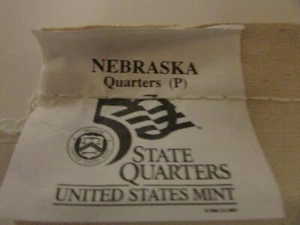 NEBRASKA
Quarters (P)
50
STATE
QUARTERS
UNITED STATES MINT